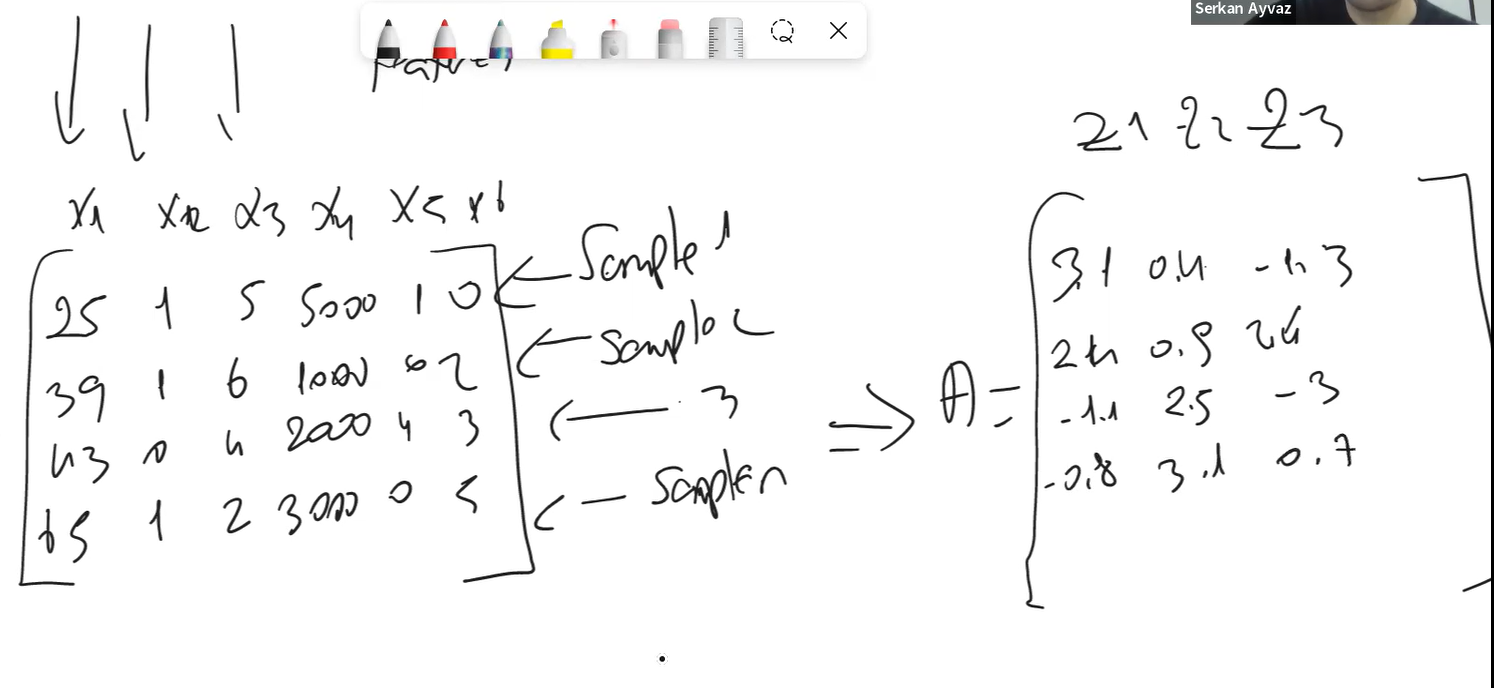 Serkan Ayvaz
z1 z2 z3
x1 x2 x3 x4 x5 x6
25 1 5 5000 1 0 ← Sample 1
39 1 6 1000 0 2 ← Sample 2
43 0 4 2000 4 3 ← 3
65 1 2 3000 0 5 ← Sample n
⇒ A =
3.1 0.4 -1.3
2.4 0.9 2.4
-1.1 2.5 -3
-0.8 3.1 0.7